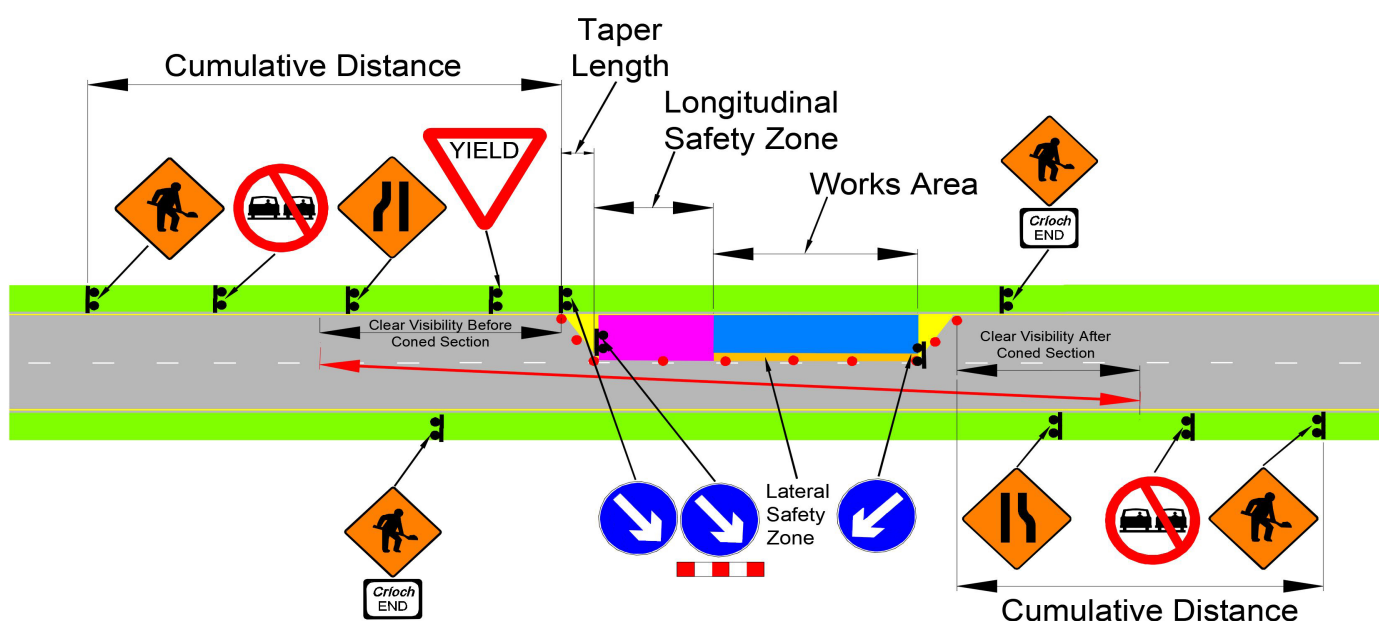 Taper
Length
Cumulative Distance
Longitudinal
Safety Zone
YIELD
Works Area
Críoch
END
Clear Visibility Before
Coned Section
Clear Visibility After
Coned Section
Lateral
Safety
Zone
Críoch
END
Cumulative Distance